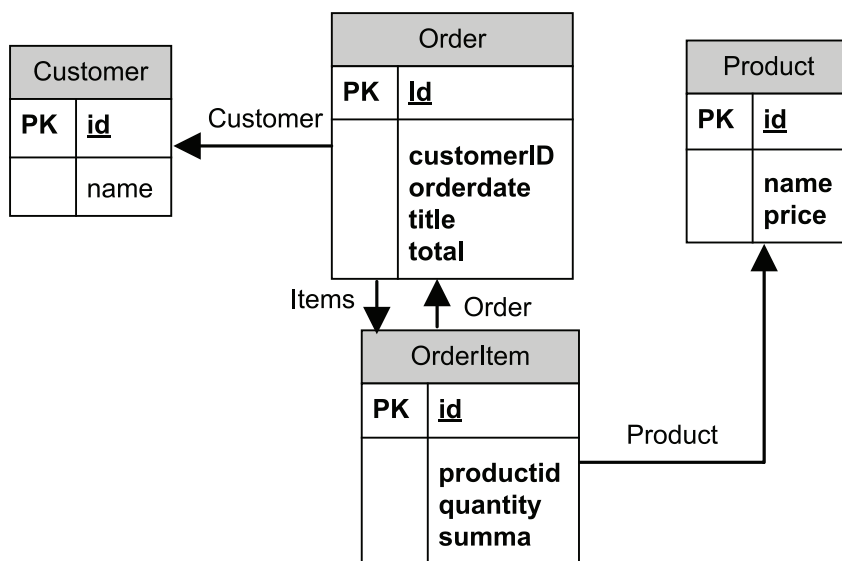 Customer
PK id
name
Customer
Order
PK Id
customerID
orderdate
title
total
Product
PK id
name
price
Items
Order
OrderItem
PK id
productid
quantity
summa
Product